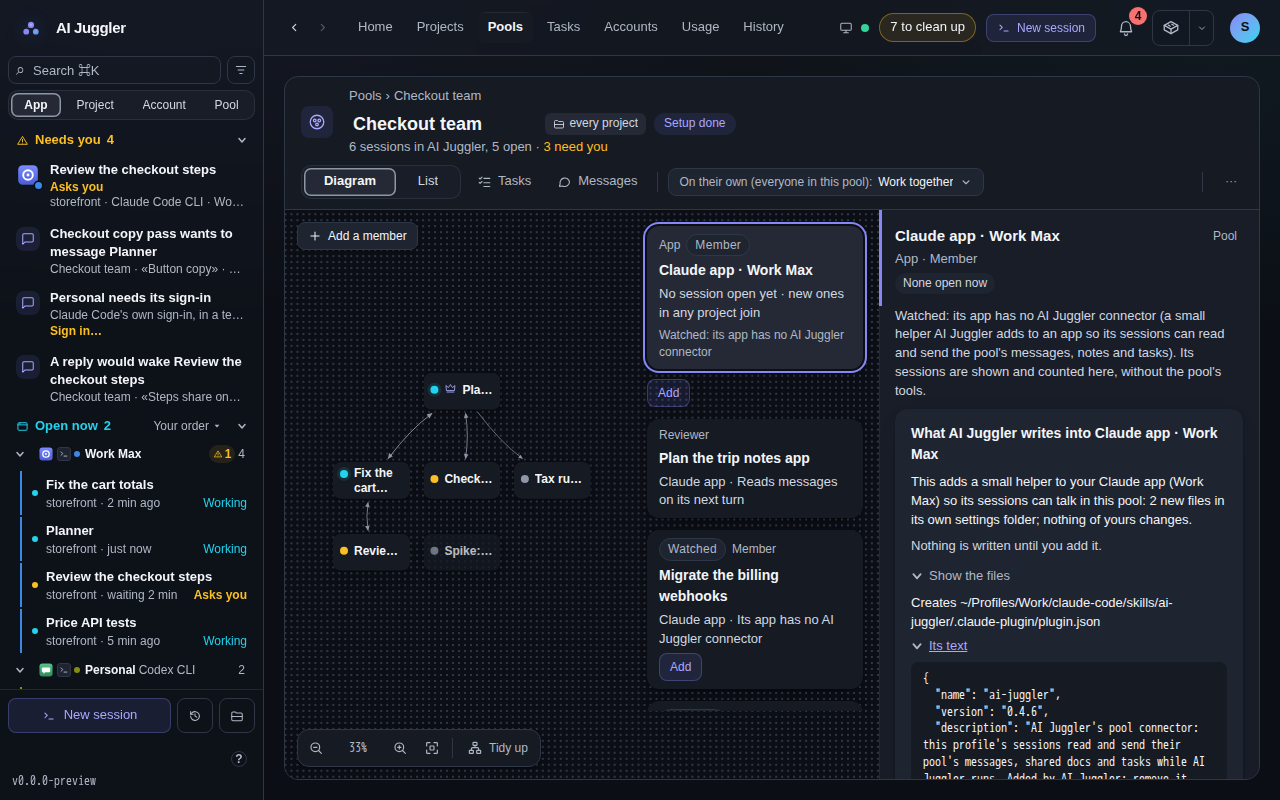 AI Juggler
Search ⌘K
App
Project
Account
Pool
Needs you 4
Review the checkout steps
Asks you
storefront · Claude Code CLI · Wo…
Checkout copy pass wants to
message Planner
Checkout team · «Button copy» · …
Personal needs its sign-in
Claude Code's own sign-in, in a te…
Sign in…
A reply would wake Review the
checkout steps
Checkout team · «Steps share on…
Open now 2
Your order
Work Max
1
4
Fix the cart totals
storefront · 2 min ago
Working
Planner
storefront · just now
Working
Review the checkout steps
storefront · waiting 2 min
Asks you
Price API tests
storefront · 5 min ago
Working
Personal Codex CLI
2
New session
?
v0.0.0-preview
Home
Projects
Pools
Tasks
Accounts
Usage
History
7 to clean up
New session
4
S
Pools › Checkout team
Checkout team
every project
Setup done
6 sessions in AI Juggler, 5 open · 3 need you
Diagram
List
Tasks
Messages
On their own (everyone in this pool): Work together
Add a member
Pla…
Fix the
cart…
Check…
Tax ru…
Revie…
Spike:…
App
Member
Claude app · Work Max
No session open yet · new ones
in any project join
Watched: its app has no AI Juggler
connector
Add
Reviewer
Plan the trip notes app
Claude app · Reads messages
on its next turn
Watched
Member
Migrate the billing
webhooks
Claude app · Its app has no AI
Juggler connector
Add
33%
Tidy up
Claude app · Work Max
Pool
App · Member
None open now
Watched: its app has no AI Juggler connector (a small
helper AI Juggler adds to an app so its sessions can read
and send the pool's messages, notes and tasks). Its
sessions are shown and counted here, without the pool's
tools.
What AI Juggler writes into Claude app · Work
Max
This adds a small helper to your Claude app (Work
Max) so its sessions can talk in this pool: 2 new files in
its own settings folder; nothing of yours changes.
Nothing is written until you add it.
Show the files
Creates ~/Profiles/Work/claude-code/skills/ai-
juggler/.claude-plugin/plugin.json
Its text
{
"name": "ai-juggler",
"version": "0.4.6",
"description": "AI Juggler's pool connector:
this profile's sessions read and send their
pool's messages, shared docs and tasks while AI
Juggler runs. Added by AI Juggler; remove it